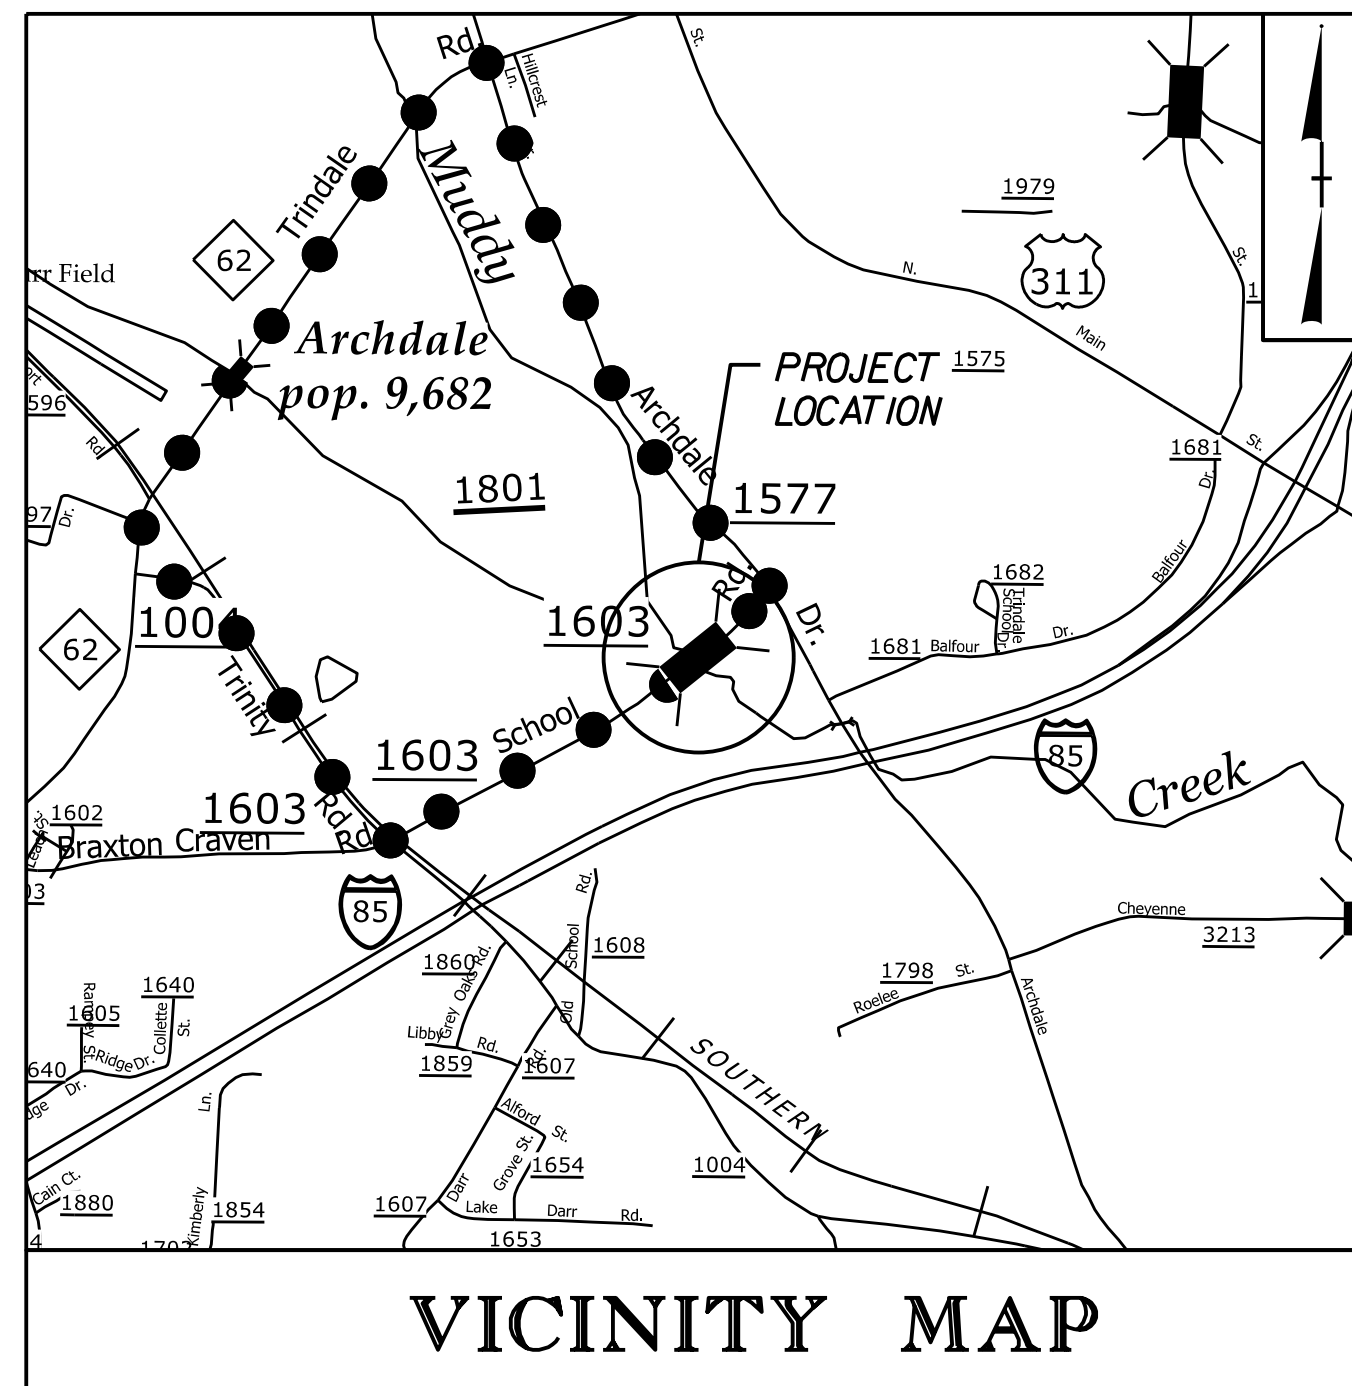 Rd.
Hillcrest
Ln.
St.
Trindale
Muddy
62
1979
311
N.
St.
Main
Archdale
pop. 9,682
PROJECT
LOCATION
1575
596
Rd.
Archdale
1801
1577
1681
St.
Dr.
97
Dr.
1603
Rd.
Dr.
1682
Trindale
School
Dr.
Balfour
1681
Balfour
Dr.
1004
62
Trinity
School
1603
1603
Rd.
Rd.
85
Creek
1602
Braxton Craven
85
Cheyenne
3213
Rd.
School
Old
1608
1860
Grey Oaks Rd.
1798
St.
Roelee
Archdale
1640
1605
Ramey St.
Collette
St.
Ridge
Dr.
640
Dr.
Libby
Rd.
1859
Rd.
1607
SOUTHERN
Ln.
Kimberly
Alford
St.
Grove St.
1654
1004
Cain Ct.
1880
1854
1607
Darr
Lake
Darr
Rd.
1653
VICINITY MAP